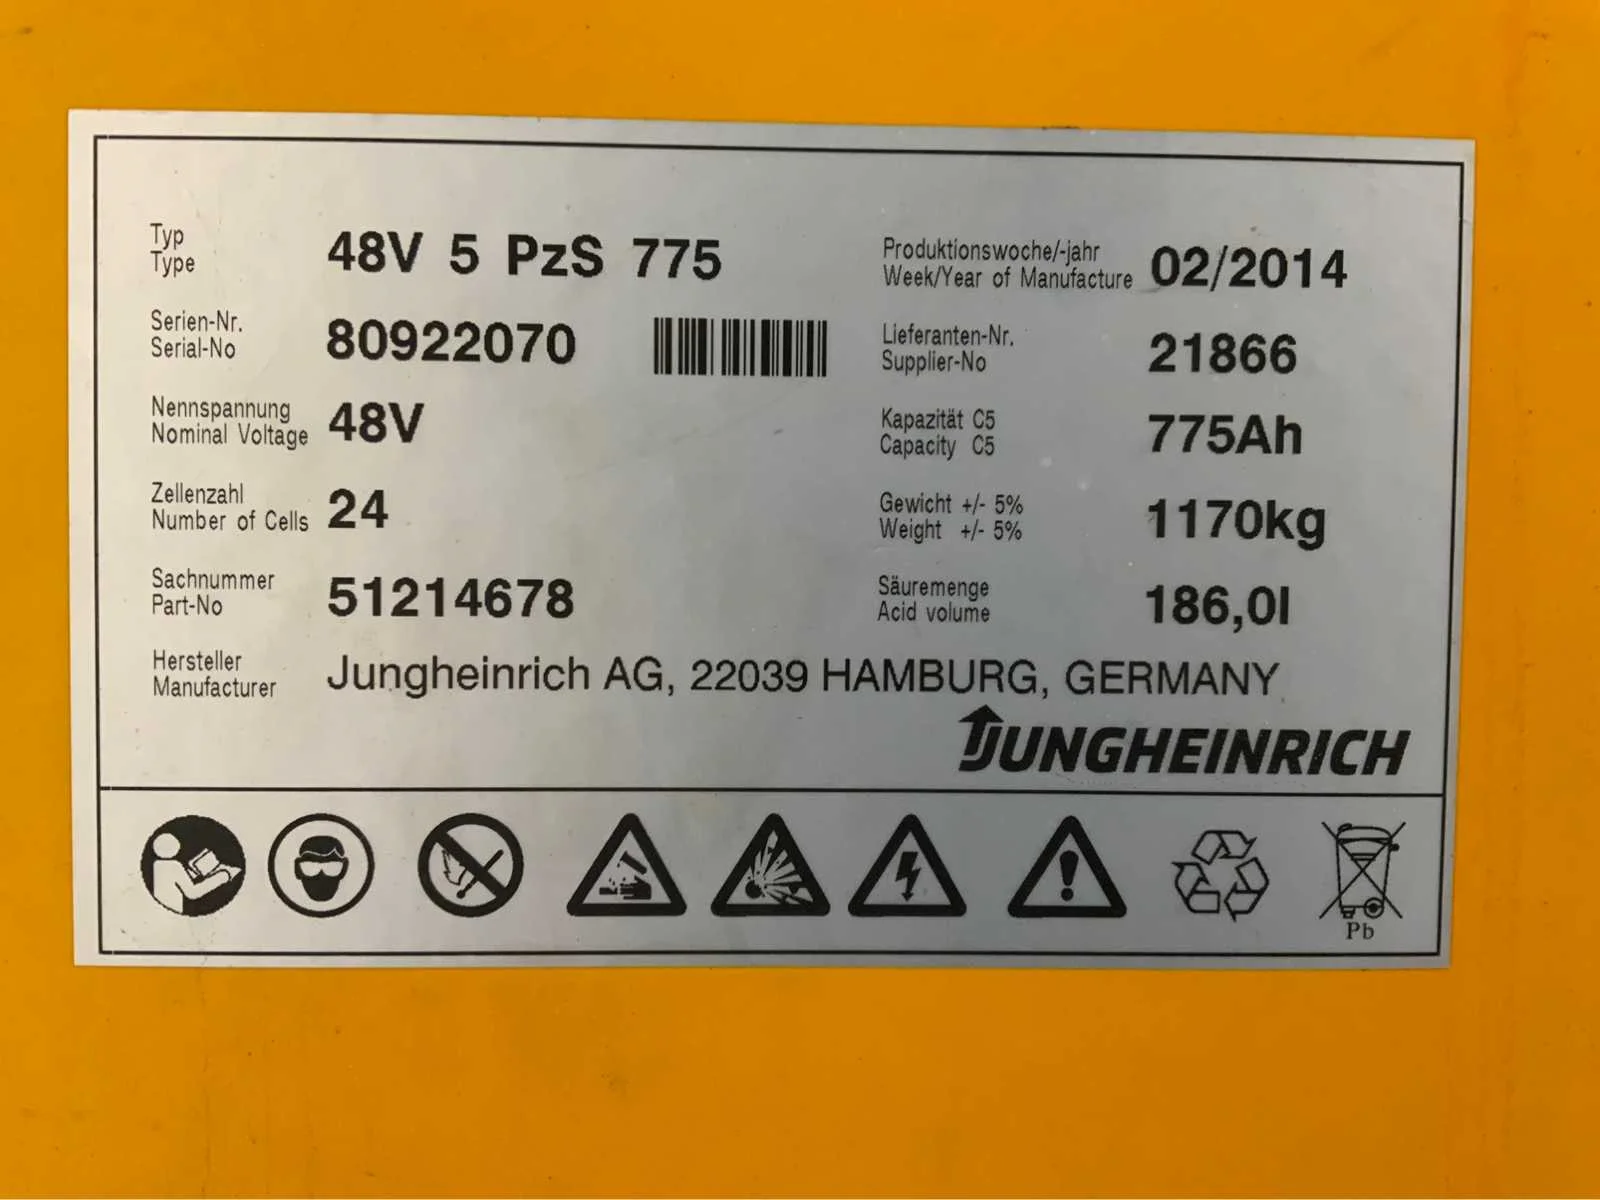 Typ
Type
48V 5 PzS 775
Produktionswoche/-jahr
Week/Year of Manufacture
02/2014
Serien-Nr.
Serial-No
80922070
Lieferanten-Nr.
Supplier-No
21866
Nennspannung
Nominal Voltage
48V
Kapazität C5
Capacity C5
775Ah
Zellenzahl
Number of Cells
24
Gewicht +/- 5%
Weight +/- 5%
1170kg
Sachnummer
Part-No
51214678
Säuremenge
Acid volume
186,0l
Hersteller
Manufacturer
Jungheinrich AG, 22039 HAMBURG, GERMANY
JUNGHEINRICH
Pb